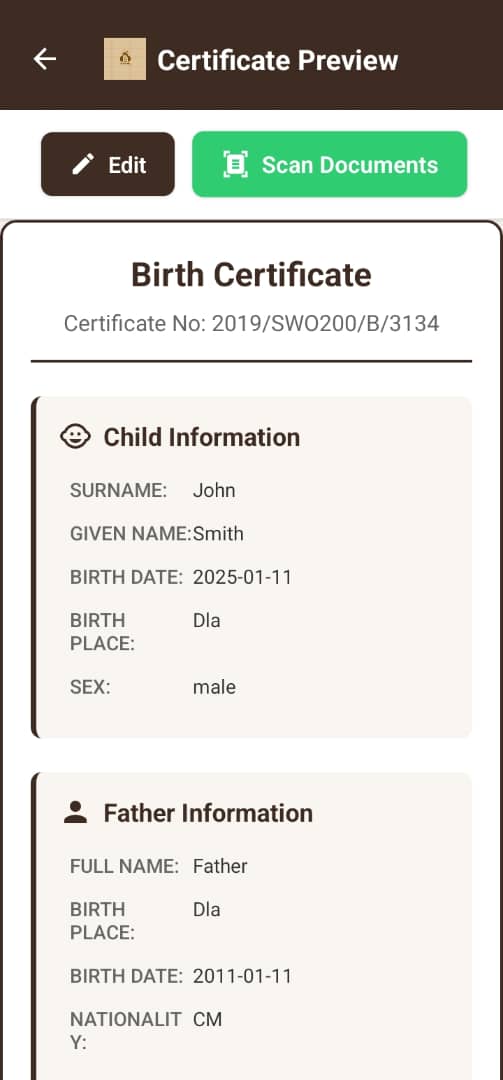 Certificate Preview
Edit
Scan Documents
Birth Certificate
Certificate No: 2019/SWO200/B/3134
Child Information
SURNAME: John
GIVEN NAME:Smith
BIRTH DATE: 2025-01-11
BIRTH PLACE: Dla
SEX: male
Father Information
FULL NAME: Father
BIRTH PLACE: Dla
BIRTH DATE: 2011-01-11
NATIONALITY: CM